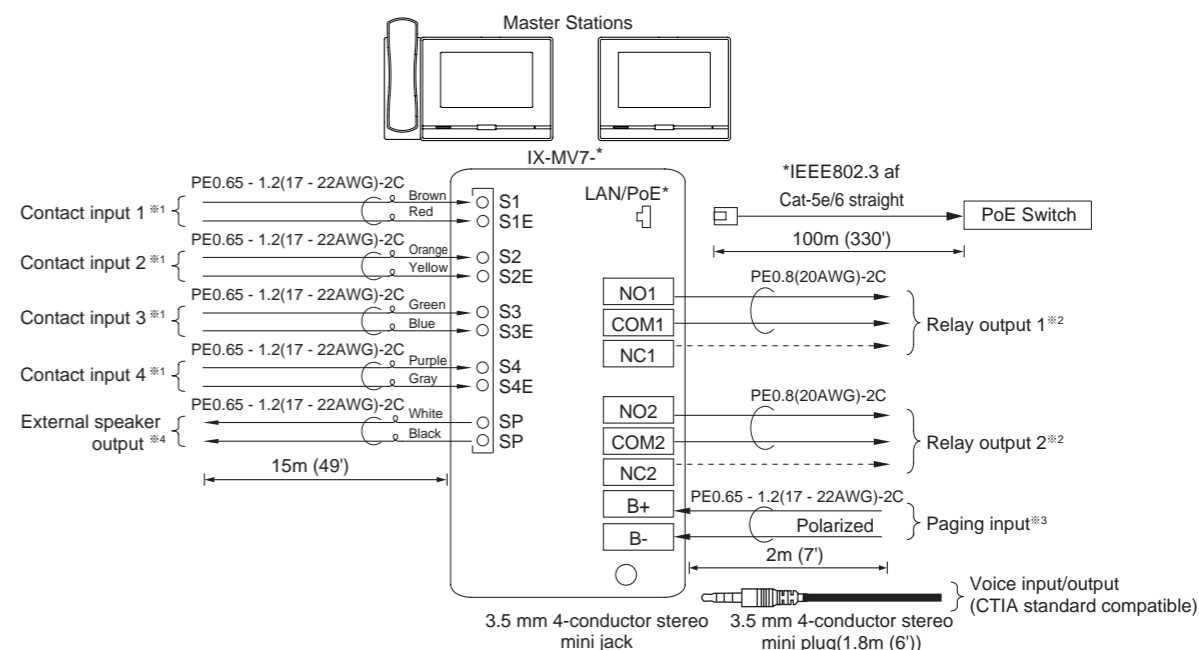 Master Stations
IX-MV7-*
PE0.65 - 1.2(17 - 22AWG)-2C
Contact input 1 ※1
Brown
Red
S1
S1E
PE0.65 - 1.2(17 - 22AWG)-2C
Contact input 2 ※1
Orange
Yellow
S2
S2E
PE0.65 - 1.2(17 - 22AWG)-2C
Contact input 3 ※1
Green
Blue
S3
S3E
PE0.65 - 1.2(17 - 22AWG)-2C
Contact input 4 ※1
Purple
Gray
S4
S4E
PE0.65 - 1.2(17 - 22AWG)-2C
External speaker
output ※4
White
Black
SP
SP
15m (49')
LAN/PoE*
*IEEE802.3 af
Cat-5e/6 straight
PoE Switch
100m (330')
PE0.8(20AWG)-2C
NO1
COM1
NC1
Relay output 1※2
PE0.8(20AWG)-2C
NO2
COM2
NC2
Relay output 2※2
PE0.65 - 1.2(17 - 22AWG)-2C
B+
B-
Polarized
Paging input※3
2m (7')
Voice input/output
(CTIA standard compatible)
3.5 mm 4-conductor stereo
mini jack
3.5 mm 4-conductor stereo
mini plug(1.8m (6'))